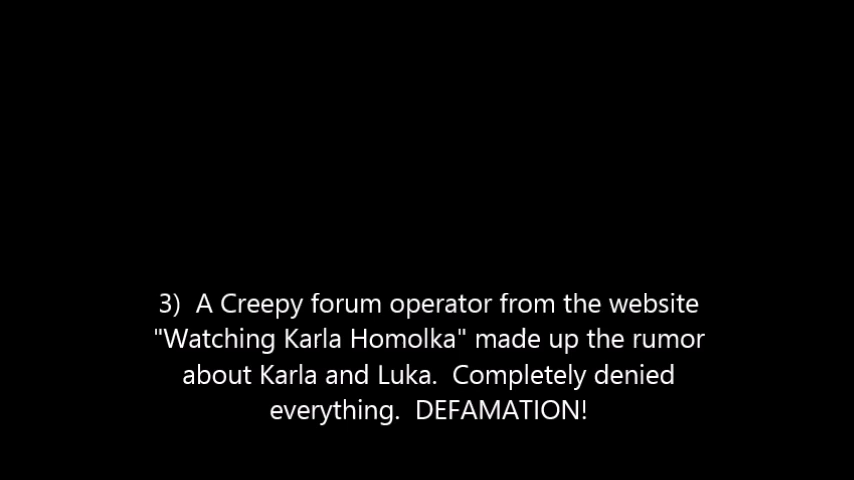 3)  A Creepy forum operator from the website
"Watching Karla Homolka" made up the rumor
about Karla and Luka.  Completely denied
everything.  DEFAMATION!